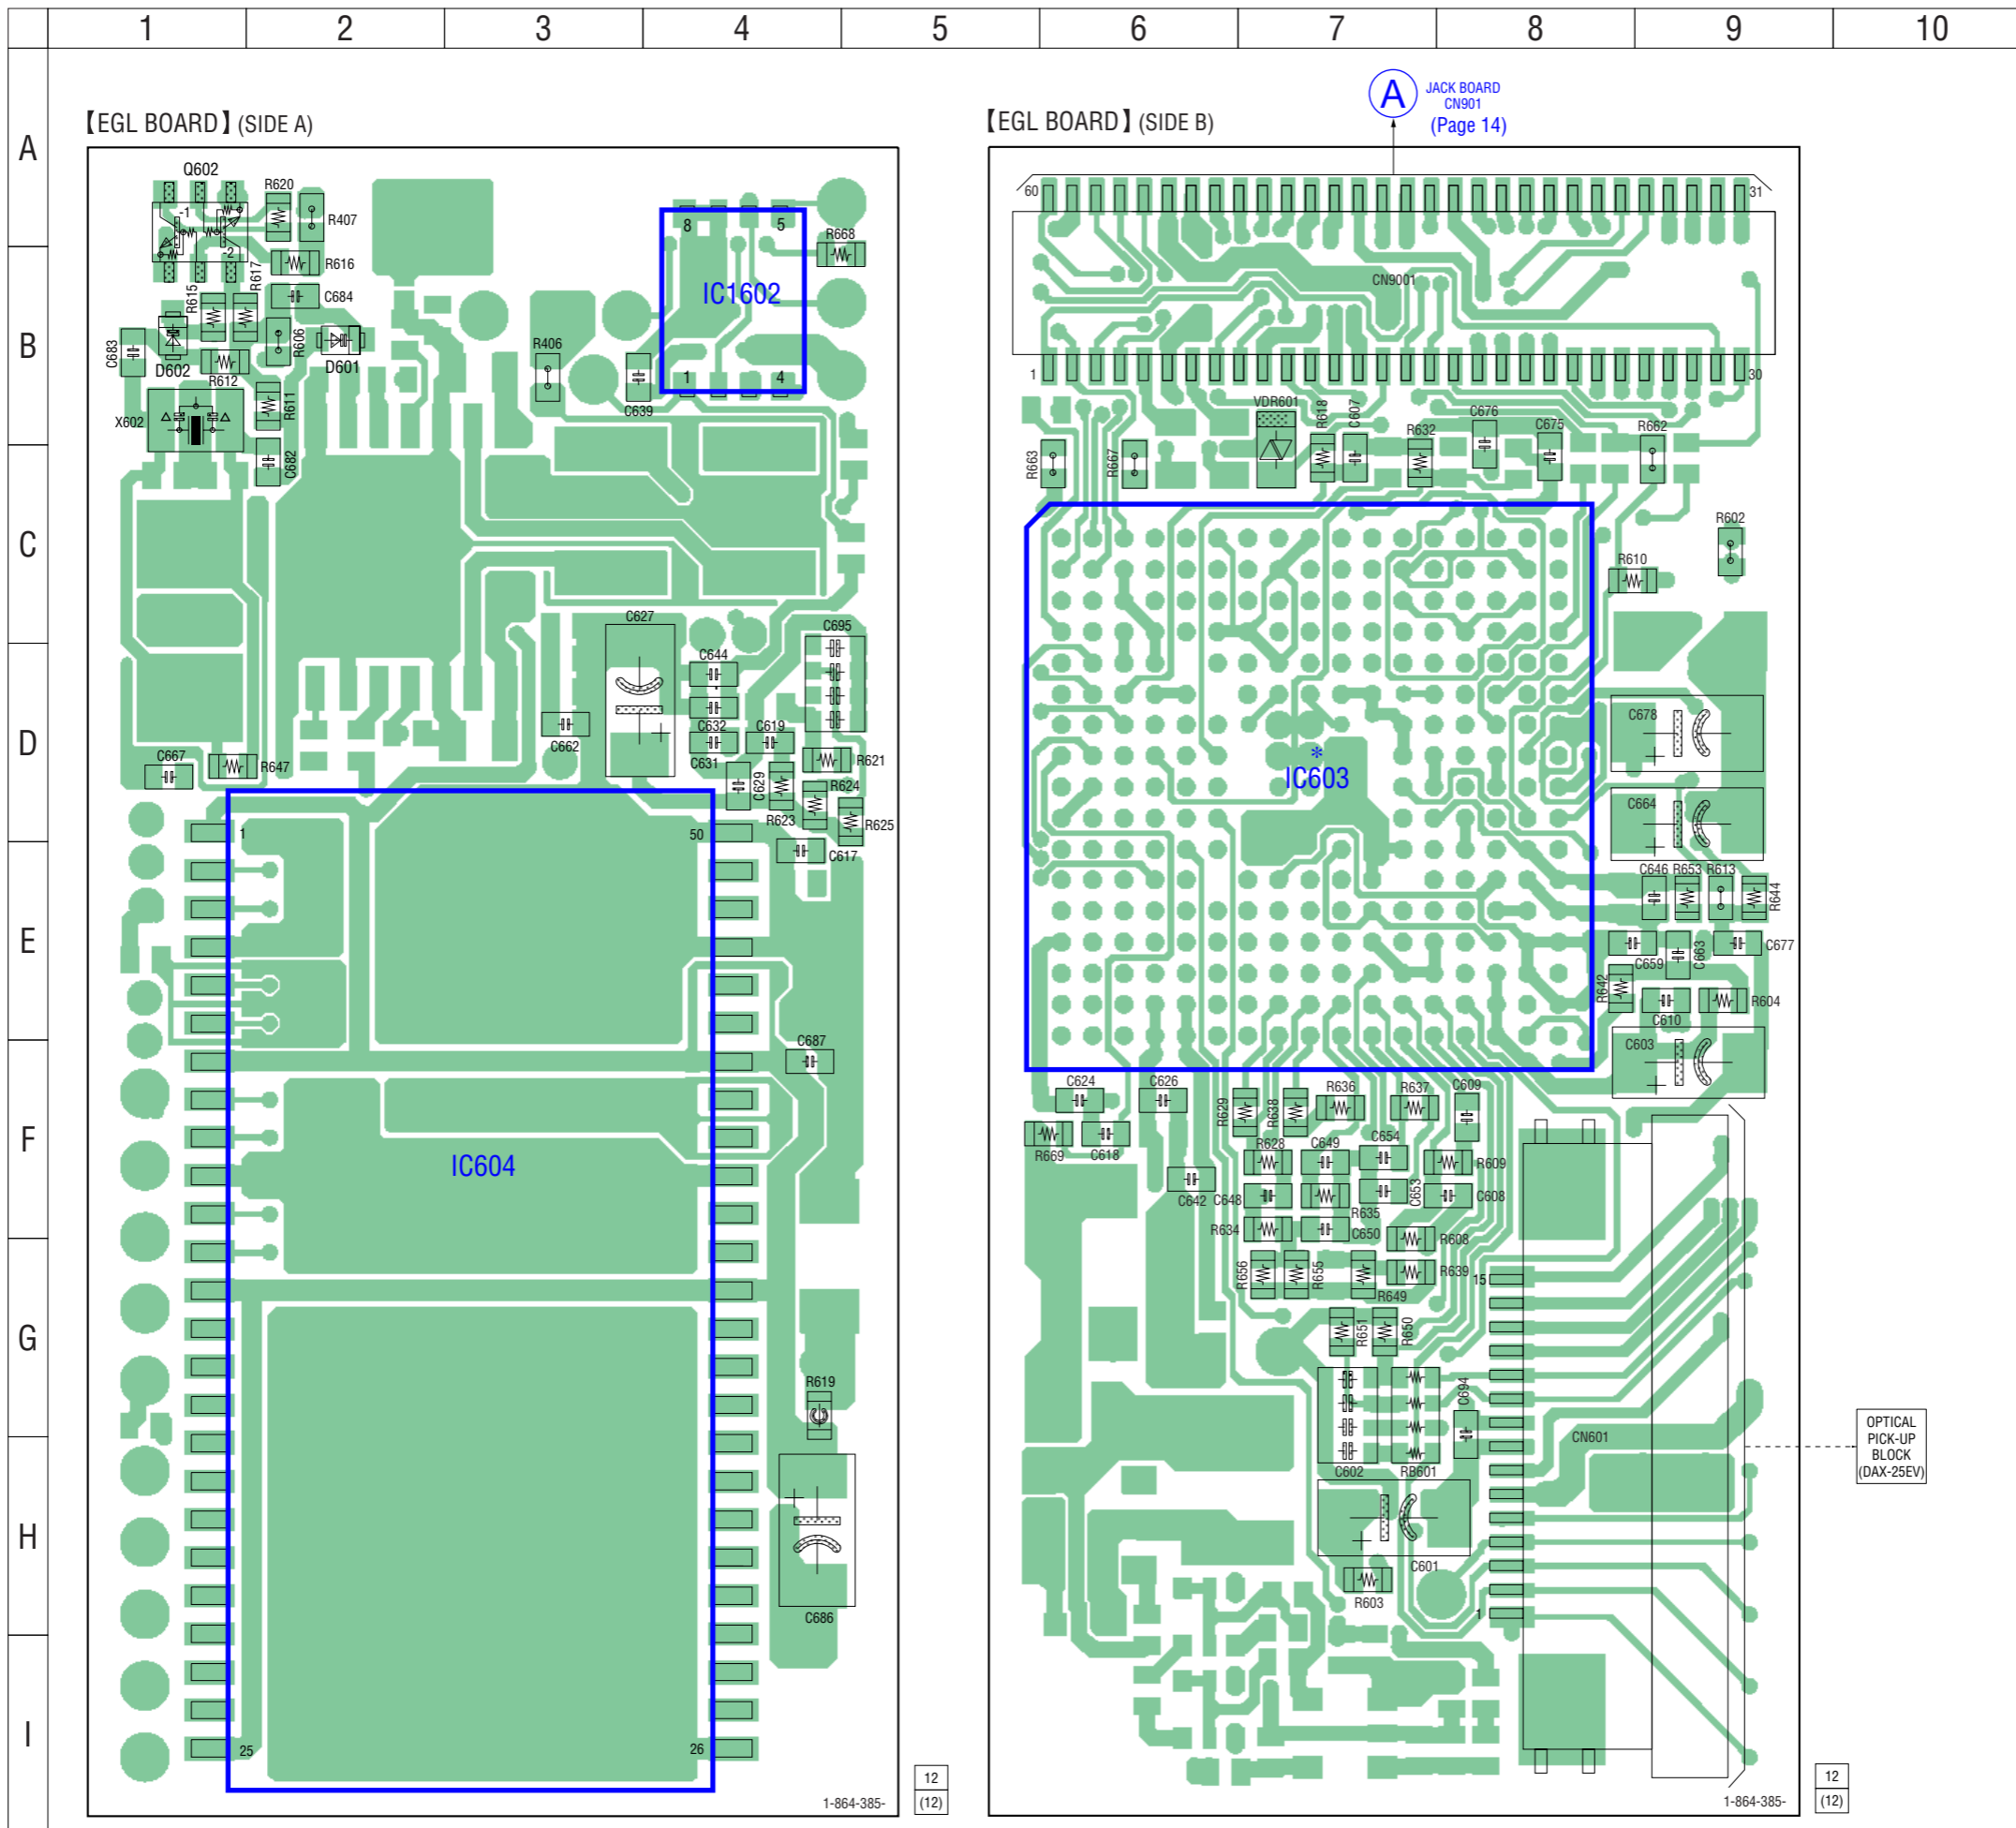 1 2 3 4 5 6 7 8 9 10
A
B
C
D
E
F
G
H
I
【EGL BOARD】(SIDE A)
Q602
-1
-2
R620
R407
R616
R617
R615
C684
C683
D602
R606
D601
R612
R611
X602
C682
R406
C639
8
5
IC1602
1
4
R668
C627
C695
C644
C632
C619
C662
C631
C667
R647
C629
R621
R624
R623
R625
C617
1
50
IC604
C687
R619
C686
25
26
1-864-385-
12
(12)
【EGL BOARD】(SIDE B)
A
JACK BOARD
CN901
(Page 14)
60
31
CN9001
1
30
VDR601
R618
C607
R632
C676
C675
R662
R663
R667
R602
R610
*
IC603
C678
C664
C646
R653
R613
R644
C659
C663
C677
R642
C610
R604
C603
C624
C626
R629
R638
R636
R637
C609
R669
C618
R628
C649
C654
R609
C642
C648
R635
C653
C608
R634
C650
R608
R656
R655
R649
R639
15
R651
R650
C694
CN601
C602
RB601
C601
R603
1
OPTICAL
PICK-UP
BLOCK
(DAX-25EV)
1-864-385-
12
(12)